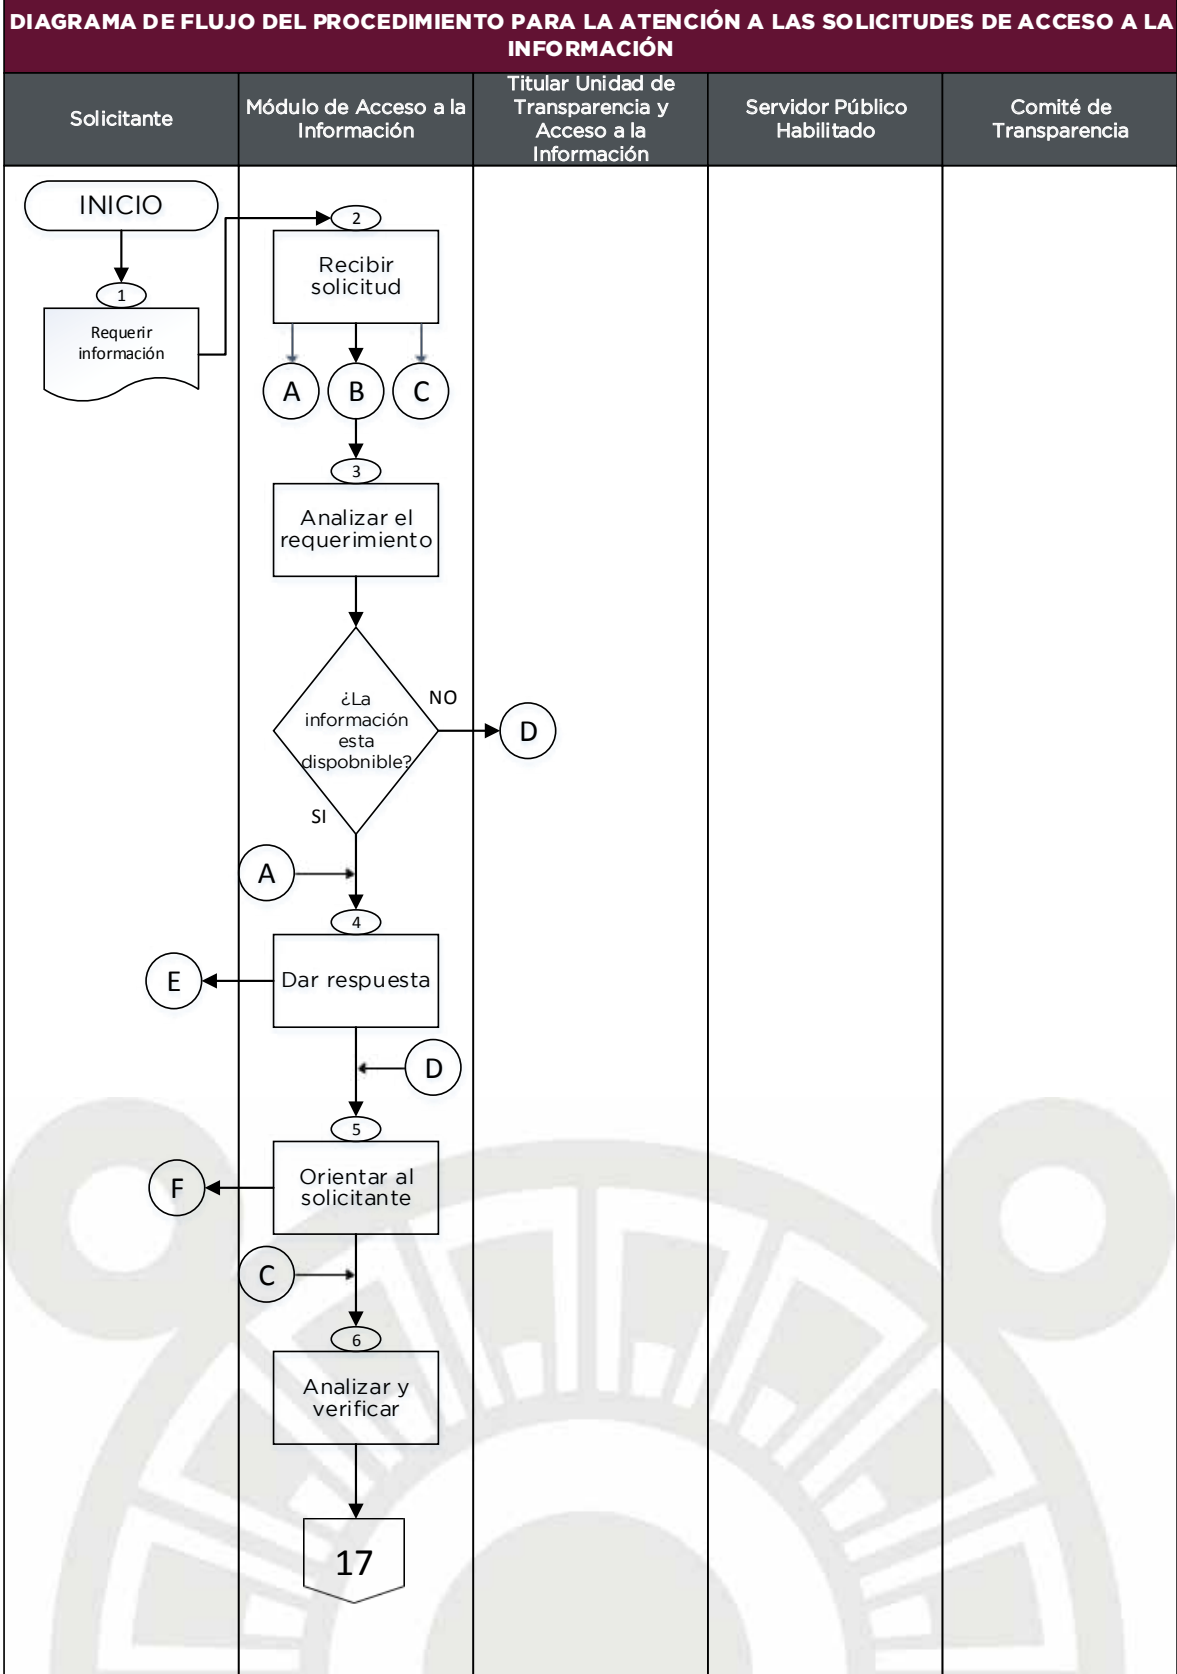 DIAGRAMA DE FLUJO DEL PROCEDIMIENTO PARA LA ATENCIÓN A LAS SOLICITUDES DE ACCESO A LA
INFORMACIÓN
Solicitante
Módulo de Acceso a la
Información
Titular Unidad de
Transparencia y
Acceso a la
Información
Servidor Público
Habilitado
Comité de
Transparencia
INICIO
1
Requerir
información
2
Recibir
solicitud
A
B
C
3
Analizar el
requerimiento
¿La
información
esta
dispobnible?
NO
D
SI
A
4
Dar respuesta
E
D
5
Orientar al
solicitante
F
C
6
Analizar y
verificar
17